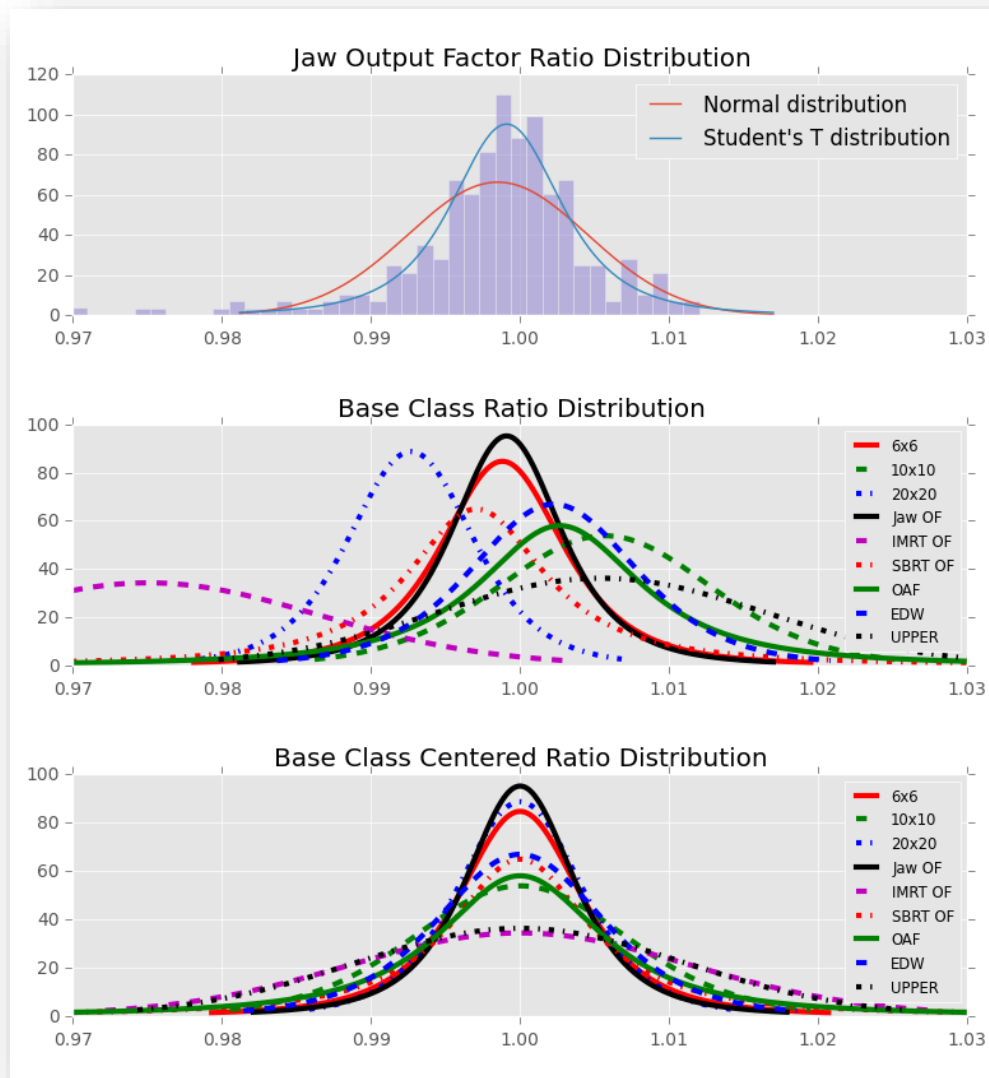 Jaw Output Factor Ratio Distribution
120
100
80
60
40
20
0
Normal distribution
Student's T distribution
0.97 0.98 0.99 1.00 1.01 1.02 1.03
Base Class Ratio Distribution
100
80
60
40
20
0
6x6
10x10
20x20
Jaw OF
IMRT OF
SBRT OF
OAF
EDW
UPPER
0.97 0.98 0.99 1.00 1.01 1.02 1.03
Base Class Centered Ratio Distribution
100
80
60
40
20
0
6x6
10x10
20x20
Jaw OF
IMRT OF
SBRT OF
OAF
EDW
UPPER
0.97 0.98 0.99 1.00 1.01 1.02 1.03